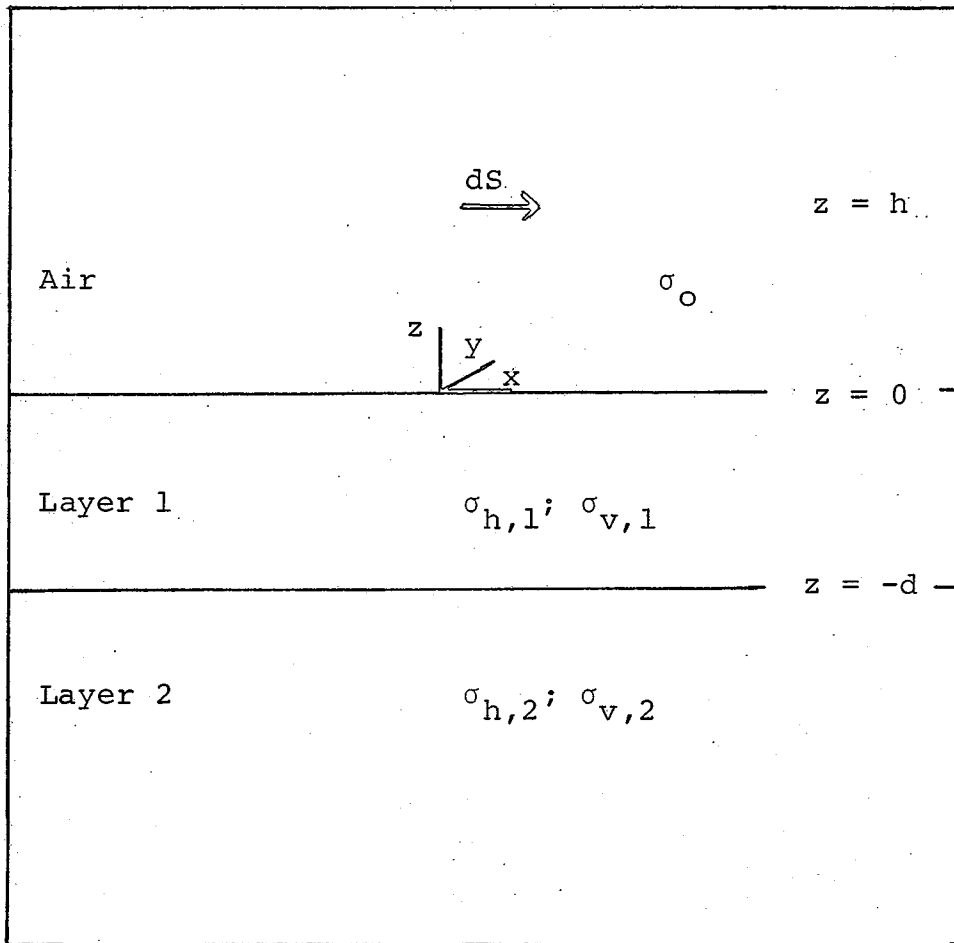 dS
z = h
Air
σo
z
y
x
z = 0
Layer 1
σh,1; σv,1
z = -d
Layer 2
σh,2; σv,2